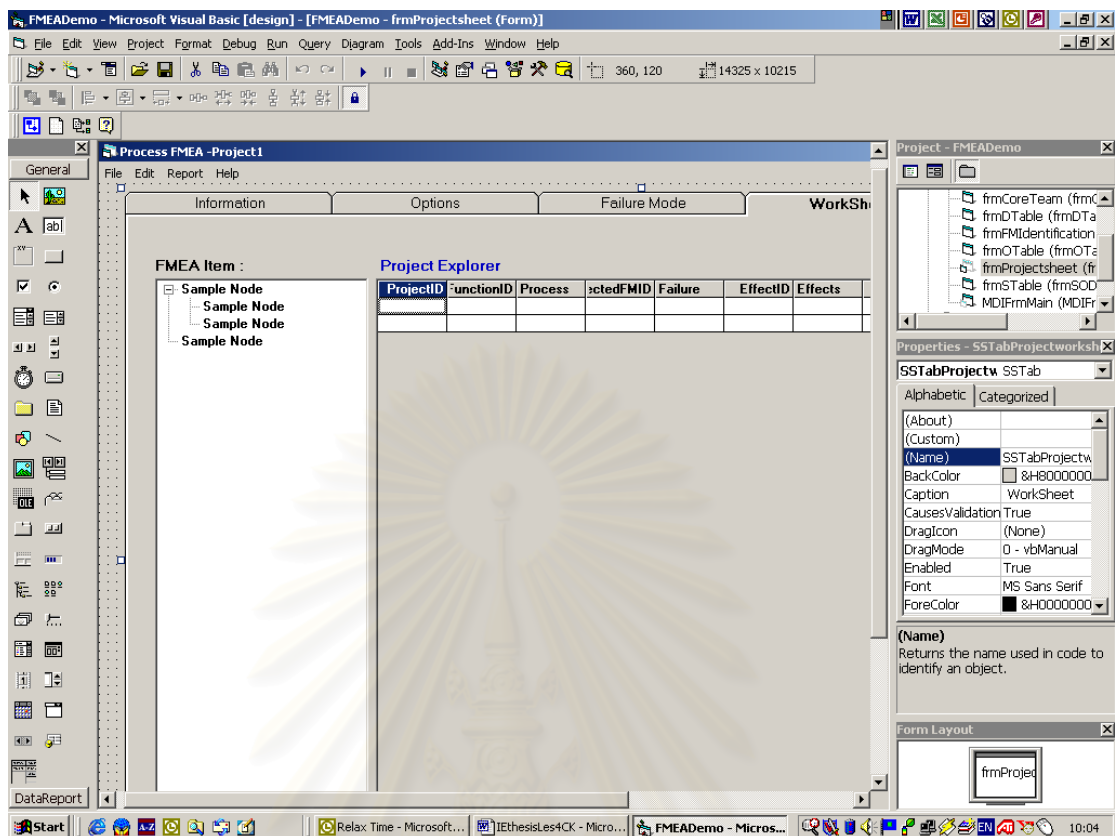 FMEADemo - Microsoft Visual Basic [design] - [FMEADemo - frmProjectsheet (Form)]
File Edit View Project Format Debug Run Query Diagram Tools Add-Ins Window Help
360, 120 14325 x 10215
General
A ab|
OLE
DataReport
Process FMEA -Project1
File Edit Report Help
Information Options Failure Mode WorkSh
FMEA Item :
Sample Node
Sample Node
Sample Node
Sample Node
Project Explorer
ProjectID FunctionID Process ectedFMID Failure EffectID Effects
Project - FMEADemo
frmCoreTeam (frmC
frmDTable (frmDTa
frmFMIdentification
frmOTable (frmOTa
frmProjectsheet (fr
frmSTable (frmSOD
MDIFrmMain (MDIFr
Properties - SSTabProjectworksh
SSTabProjectw SSTab
Alphabetic Categorized
(About)
(Custom)
(Name) SSTabProjectw
BackColor &H8000000
Caption WorkSheet
CausesValidation True
DragIcon (None)
DragMode 0 - vbManual
Enabled True
Font MS Sans Serif
ForeColor &H0000000
(Name)
Returns the name used in code to
identify an object.
Form Layout
frmProjec
Start Relax Time - Microsoft... IEthesisLes4CK - Micro... FMEADemo - Micros... EN 10:04